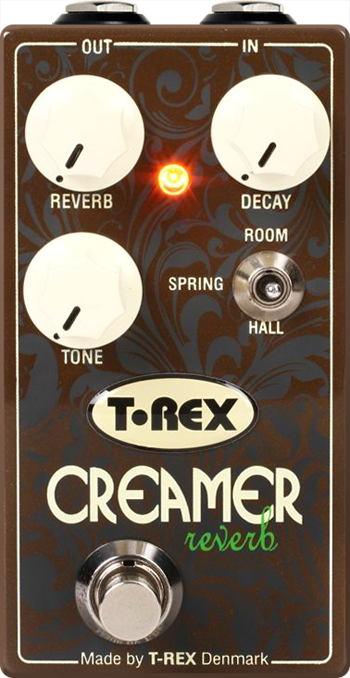 OUT IN
REVERB
DECAY
ROOM
SPRING
HALL
TONE
T•REX
CREAMER
reverb
Made by T-REX Denmark